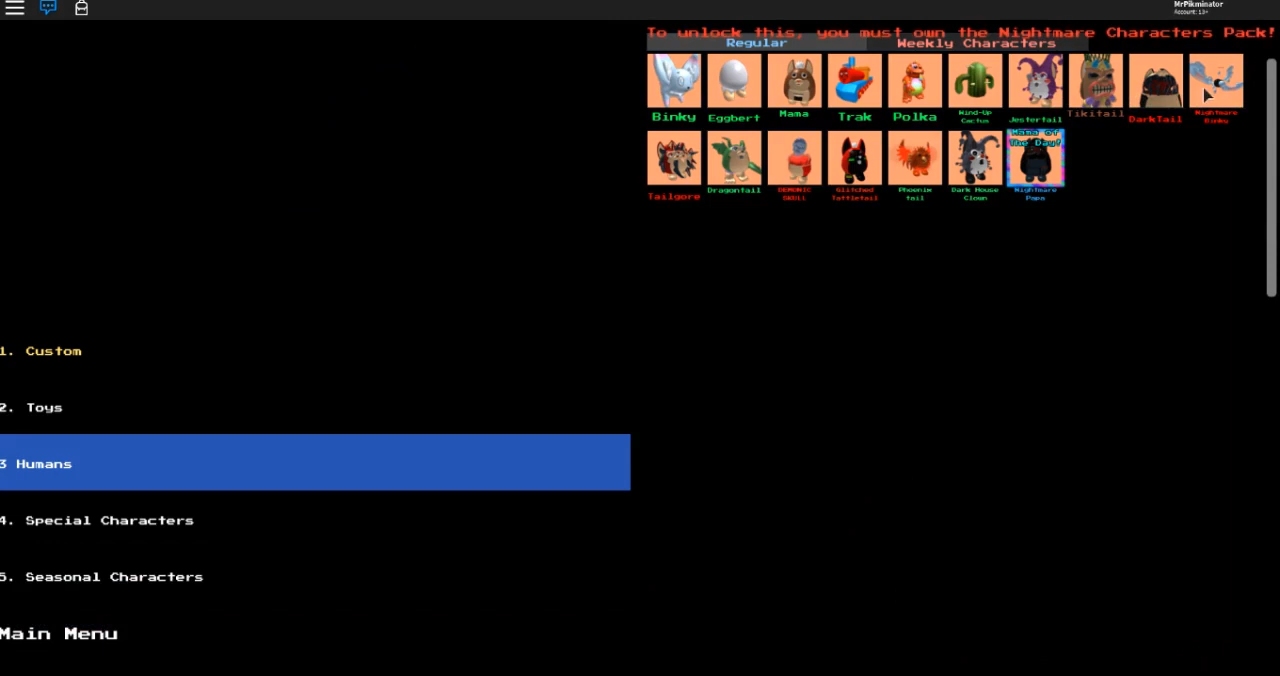 MrPikminator
Account: 13+
To unlock this, you must own the Nightmare Characters Pack!
Regular
Weekly Characters
Binky
Eggbert
Mama
Trak
Polka
Wind-Up
Cactus
Jestertail
Tikitail
DarkTail
Nightmare
Binky
Mama of
The Day!
Tailgore
Dragontail
DEMONIC
SKULL
Glitched
Tattletail
Phoenix
tail
Dark House
Clown
Nightmare
Papa
1. Custom
2. Toys
3 Humans
4. Special Characters
5. Seasonal Characters
Main Menu